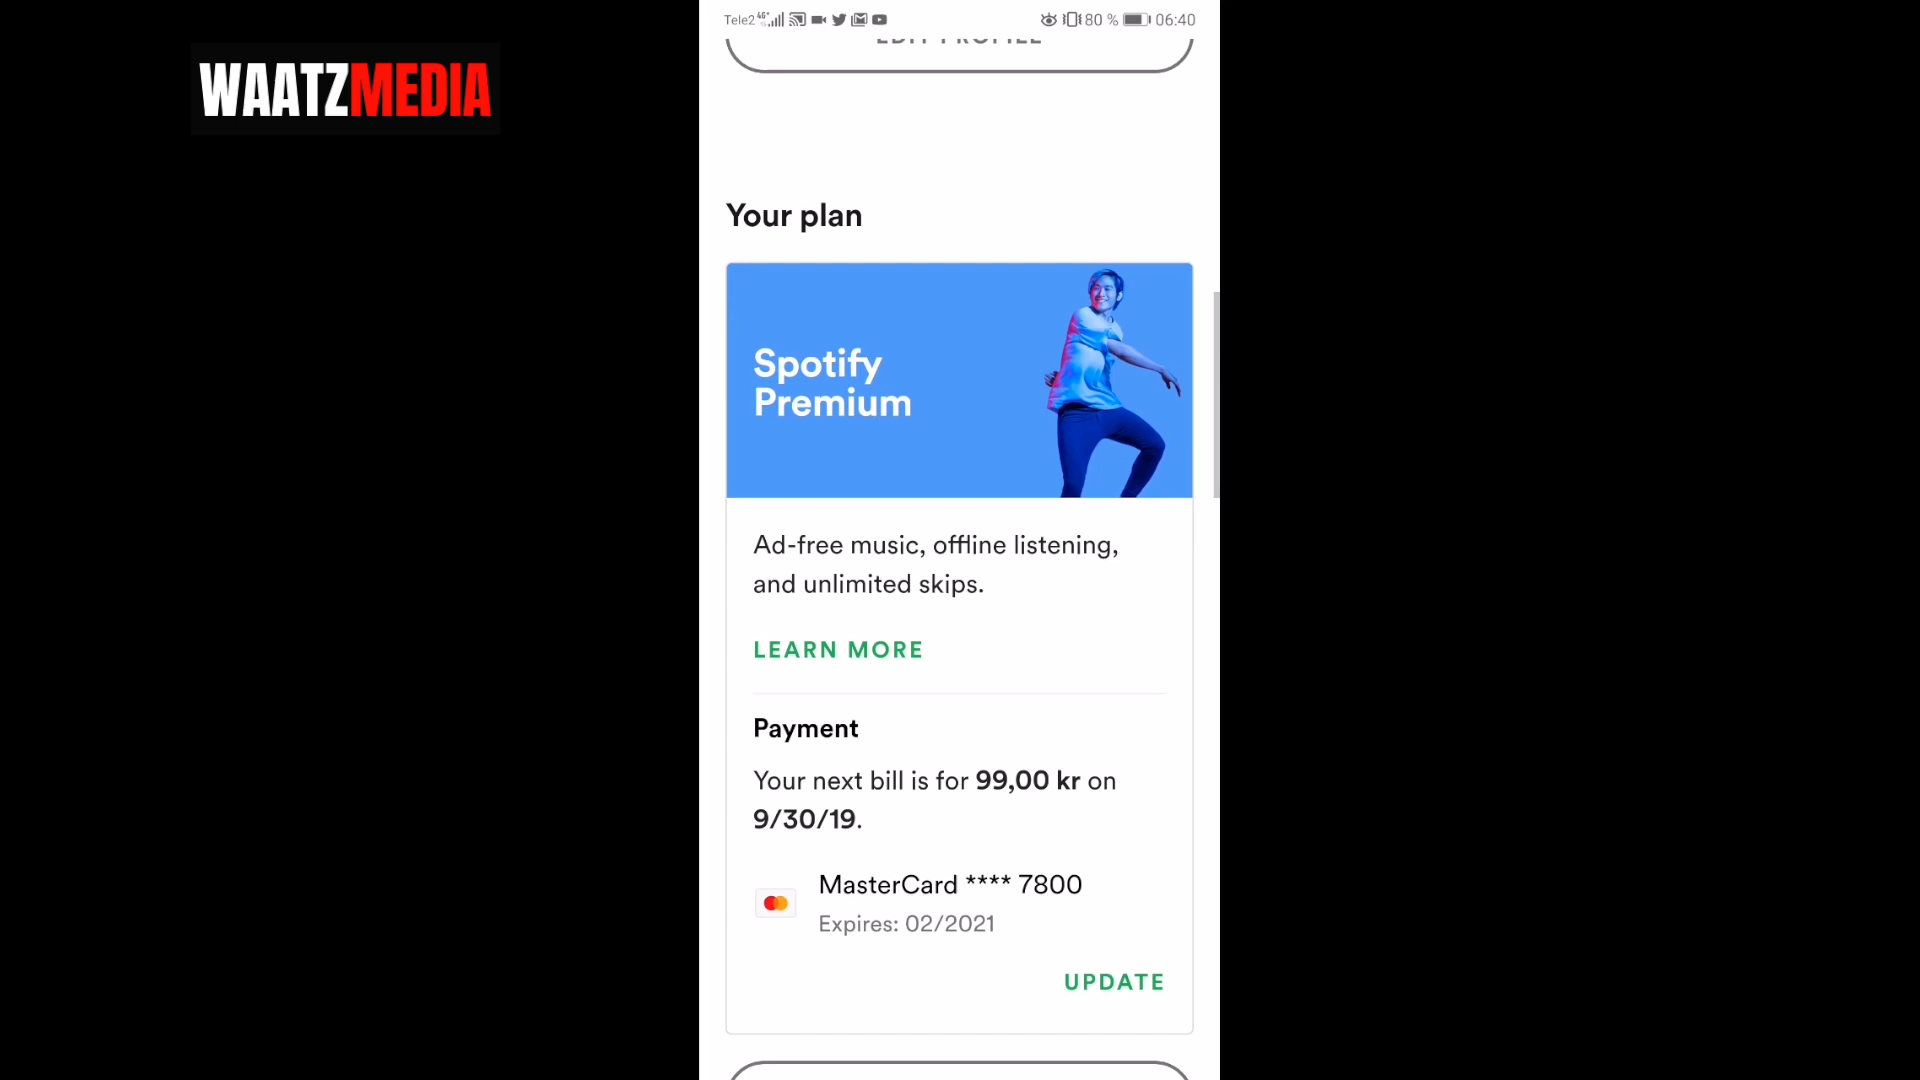 WAATZMEDIA
Tele2 4G+ 80 % 06:40
EDIT PROFILE
Your plan
Spotify
Premium
Ad-free music, offline listening,
and unlimited skips.
LEARN MORE
Payment
Your next bill is for 99,00 kr on
9/30/19.
MasterCard **** 7800
Expires: 02/2021
UPDATE